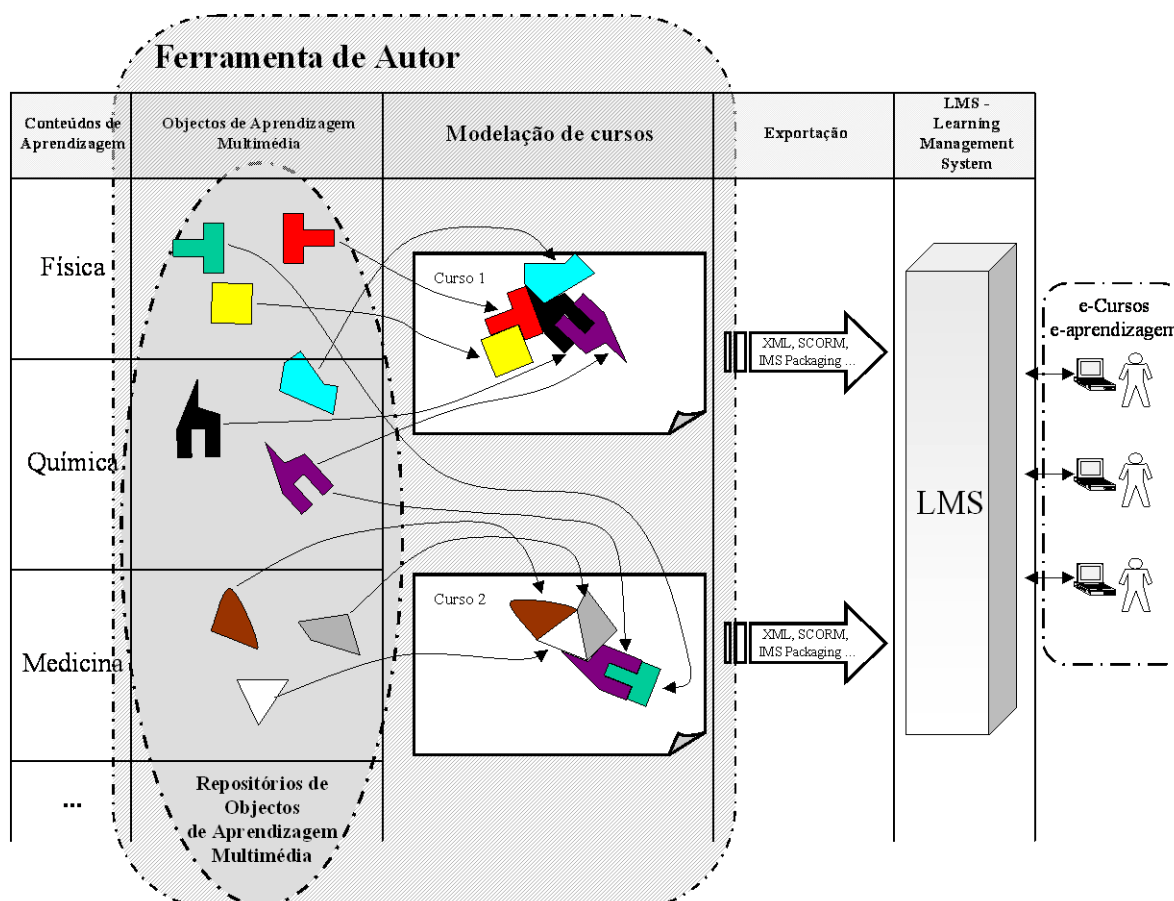 Ferramenta de Autor
Conteúdos de
Aprendizagem
Objectos de Aprendizagem
Multimédia
Modelação de cursos
Exportação
LMS -
Learning
Management
System
Física
Curso 1
XML, SCORM,
IMS Packaging ...
e-Cursos
e-aprendizagem
Química
LMS
Medicina
Curso 2
XML, SCORM,
IMS Packaging ...
...
Repositórios de
Objectos
de Aprendizagem
Multimédia